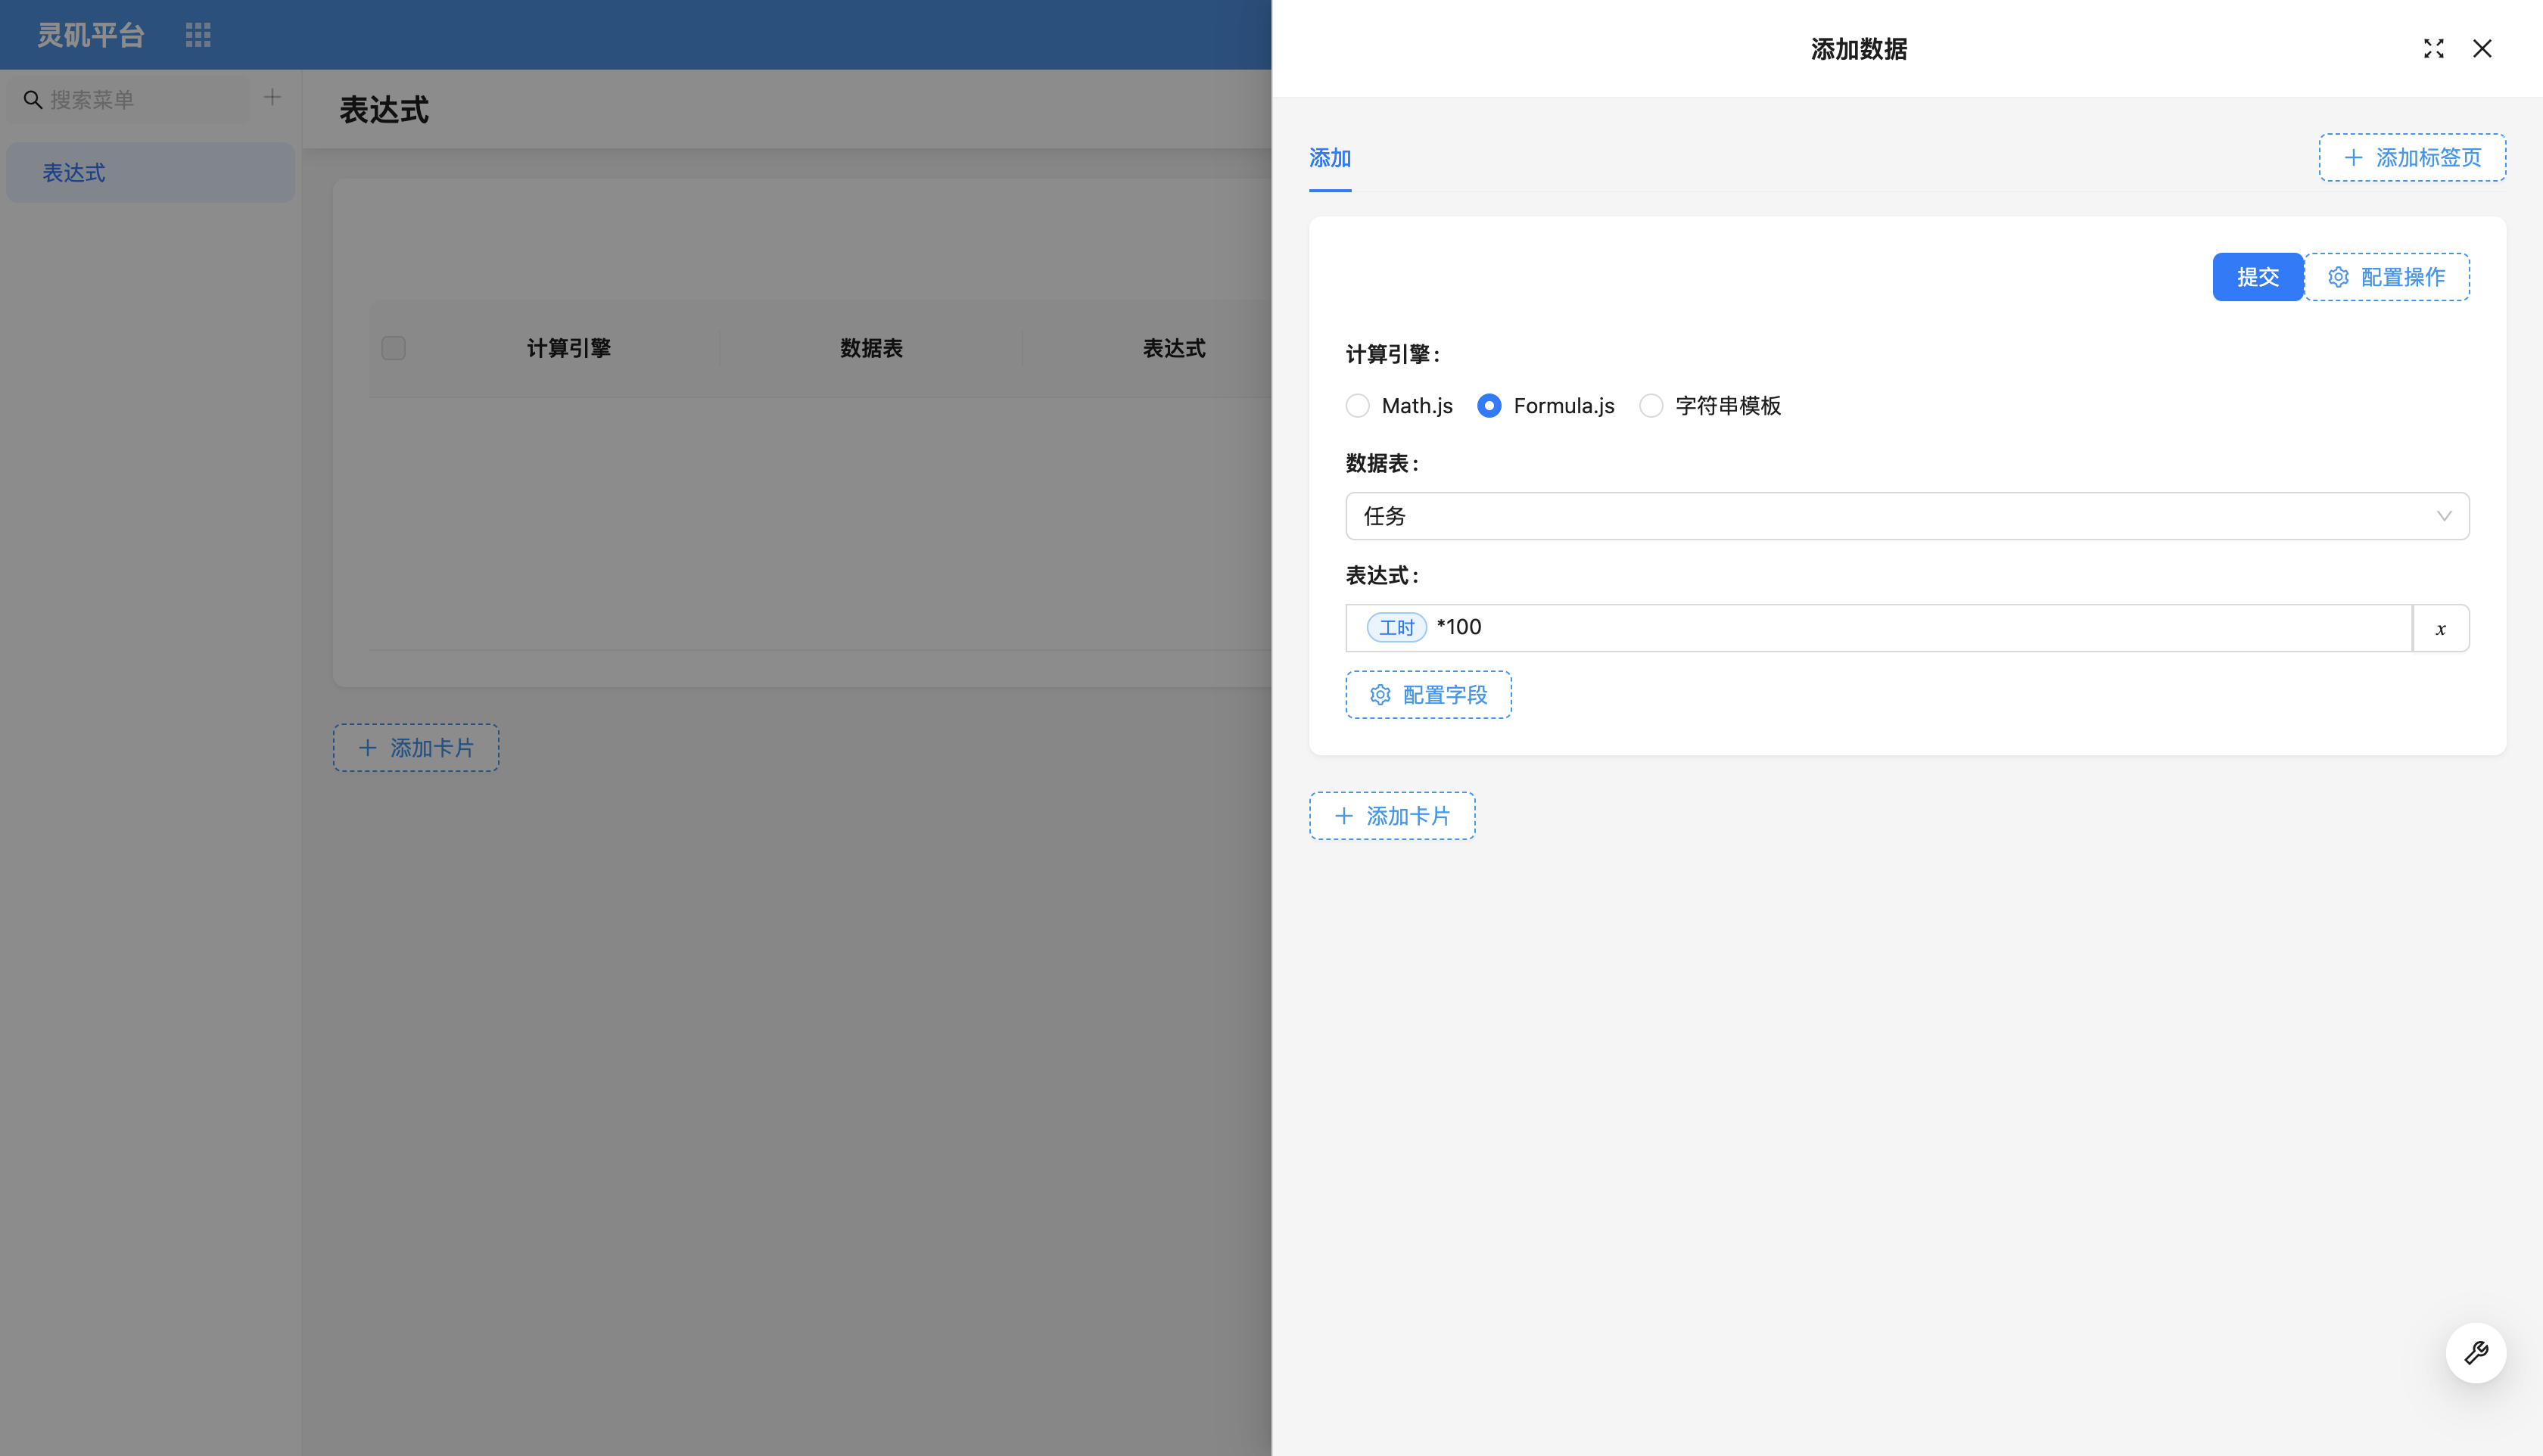 灵矶平台
搜索菜单
表达式
表达式
计算引擎 数据表 表达式
添加卡片
添加数据
添加
添加标签页
提交
配置操作
计算引擎:
Math.js Formula.js 字符串模板
数据表:
任务
表达式:
工时 *100
x
配置字段
添加卡片